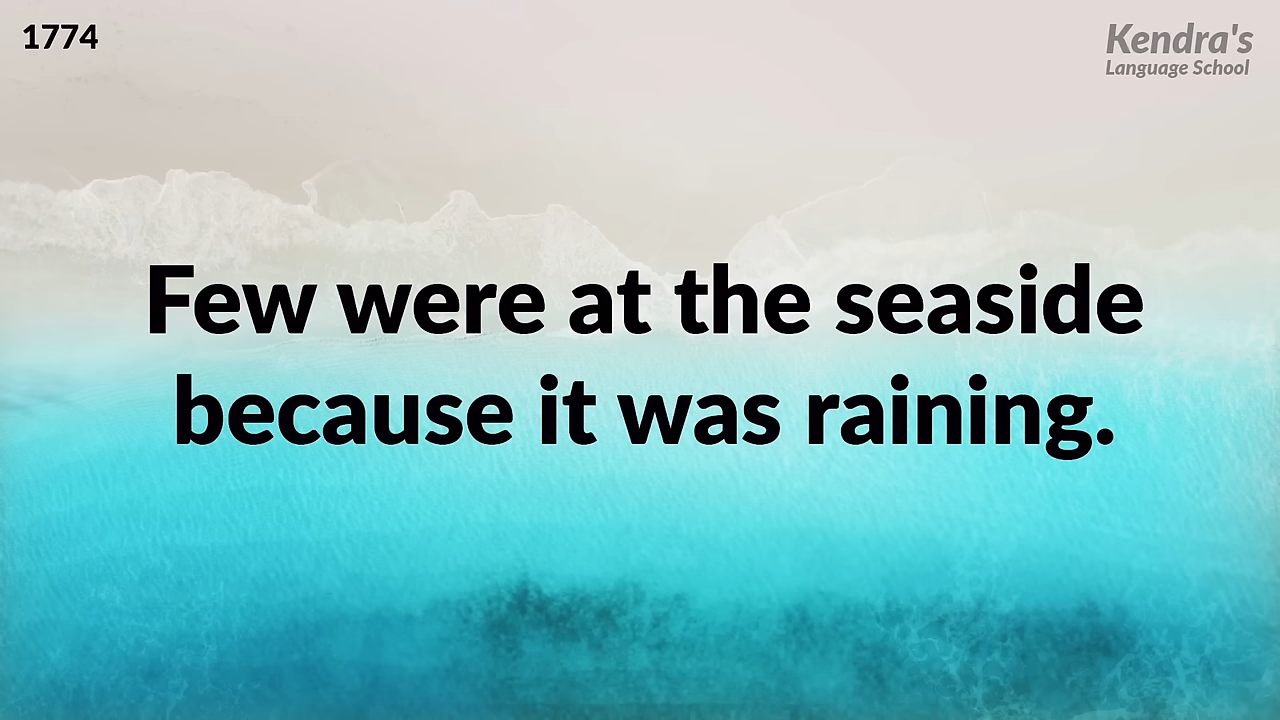 1774
Kendra's
Language School
Few were at the seaside
because it was raining.